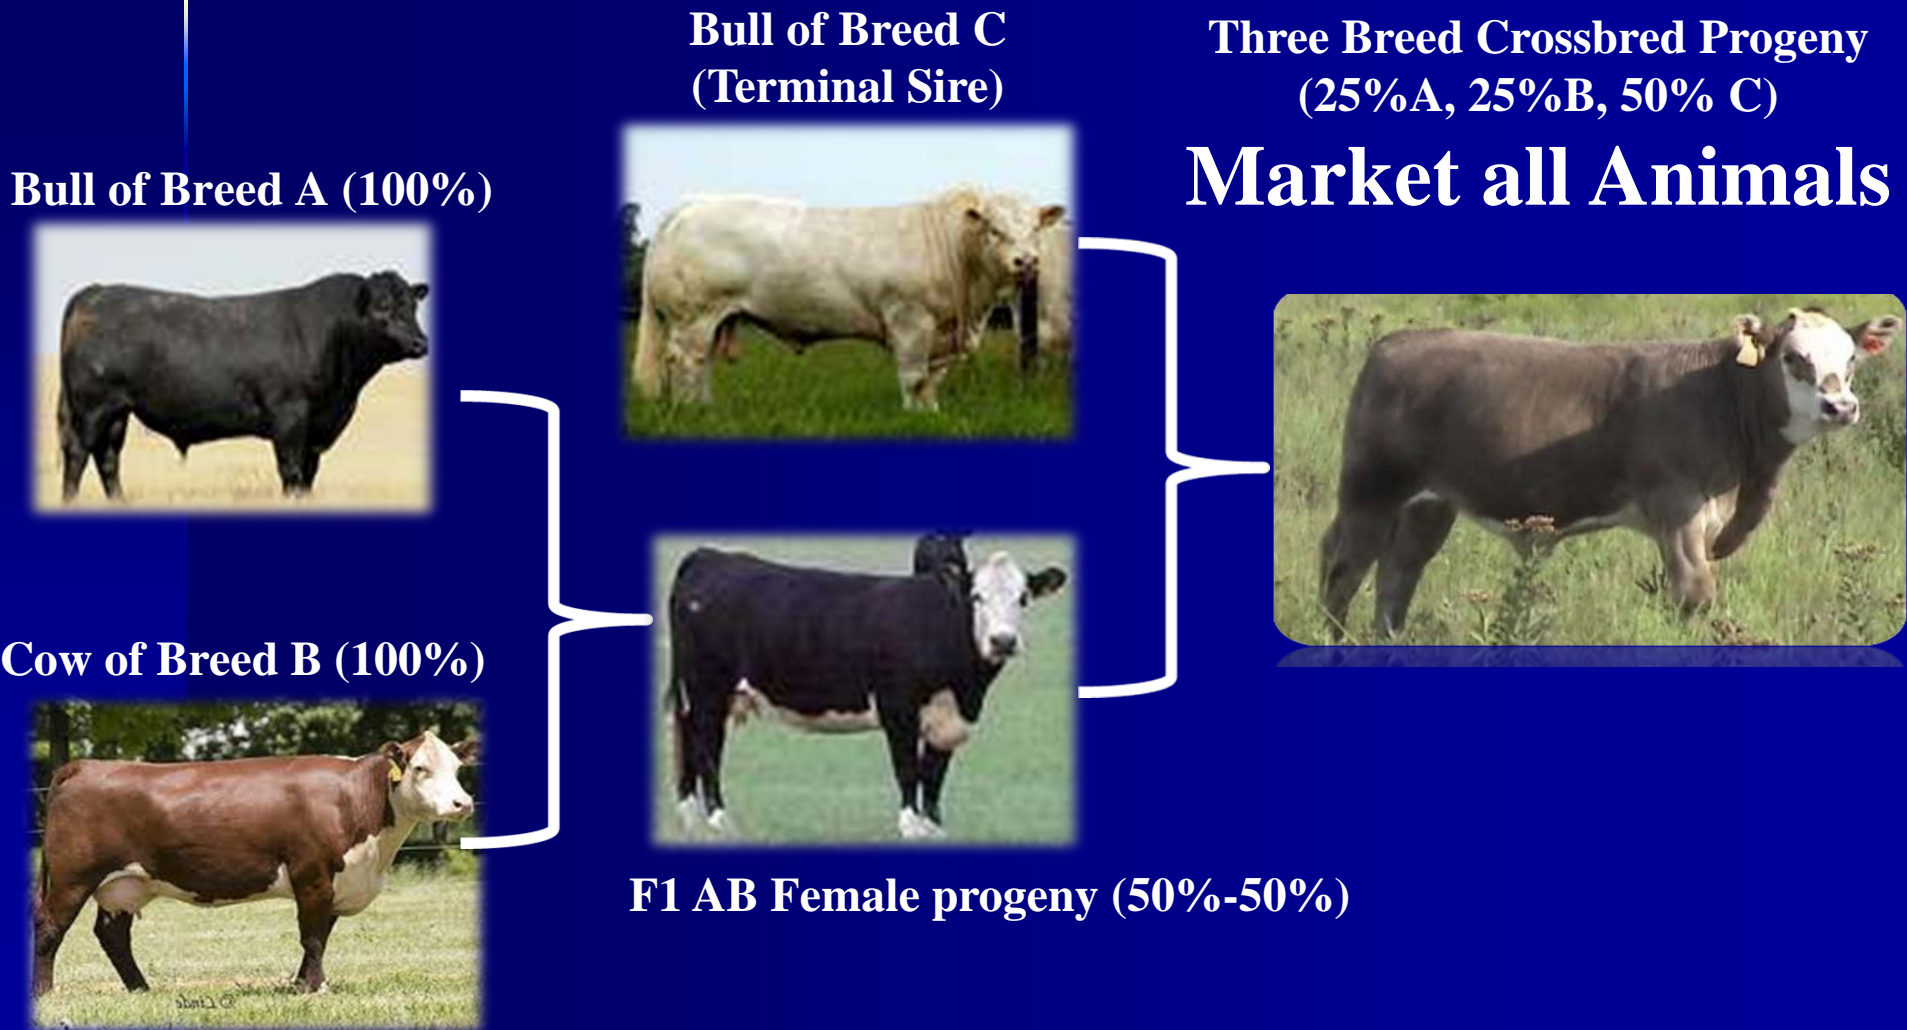 Bull of Breed A (100%)
Cow of Breed B (100%)
Bull of Breed C
(Terminal Sire)
F1 AB Female progeny (50%-50%)
Three Breed Crossbred Progeny
(25%A, 25%B, 50% C)
Market all Animals